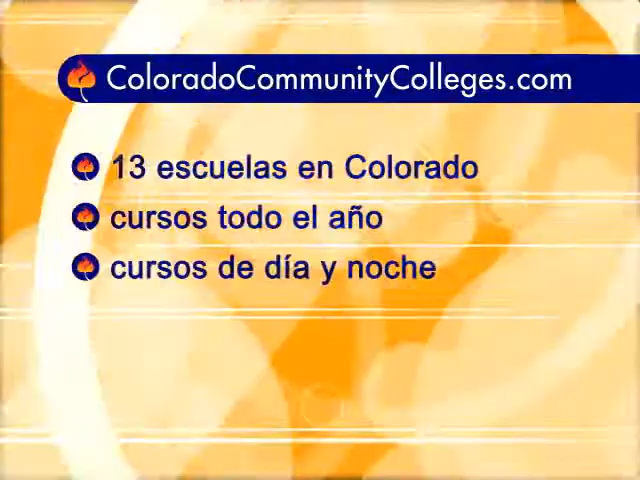 ColoradoCommunityColleges.com
13 escuelas en Colorado
cursos todo el año
cursos de día y noche